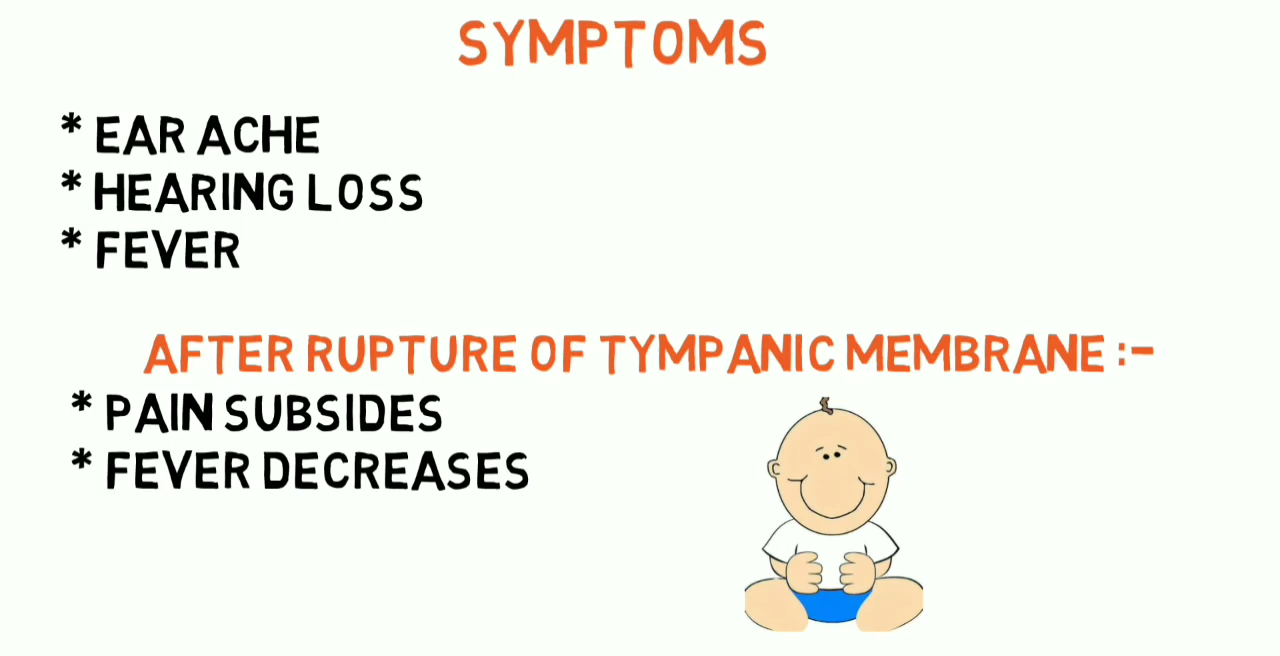 SYMPTOMS
* EAR ACHE
* HEARING LOSS
* FEVER
AFTER RUPTURE OF TYMPANIC MEMBRANE :-
* PAIN SUBSIDES
* FEVER DECREASES